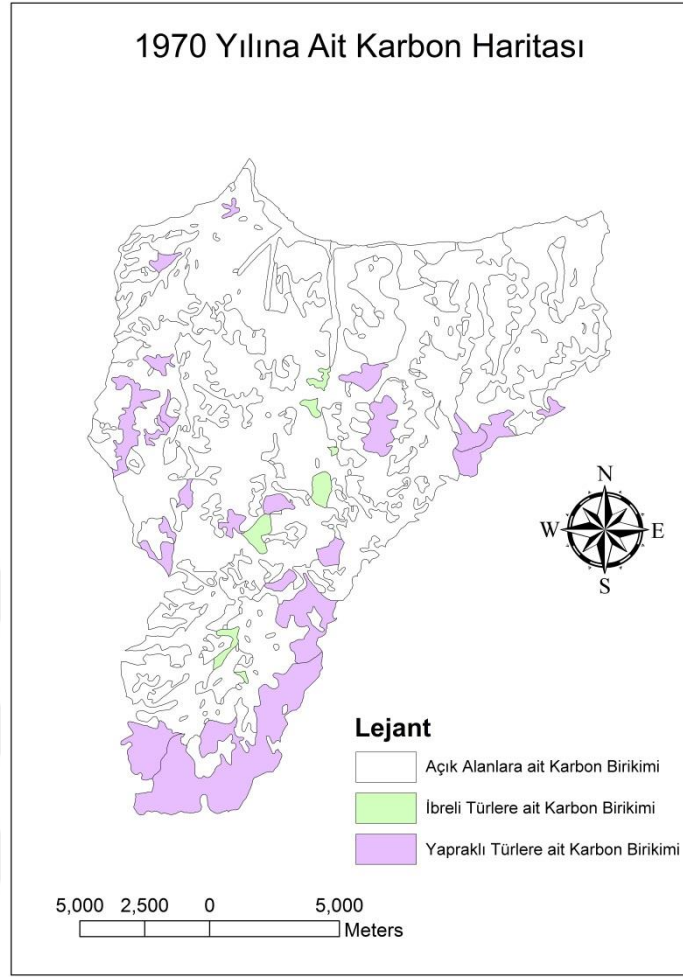 1970 Yılına Ait Karbon Haritası
N
W E
S
Lejant
Açık Alanlara ait Karbon Birikimi
İbreli Türlere ait Karbon Birikimi
Yapraklı Türlere ait Karbon Birikimi
5,000 2,500 0 5,000
Meters